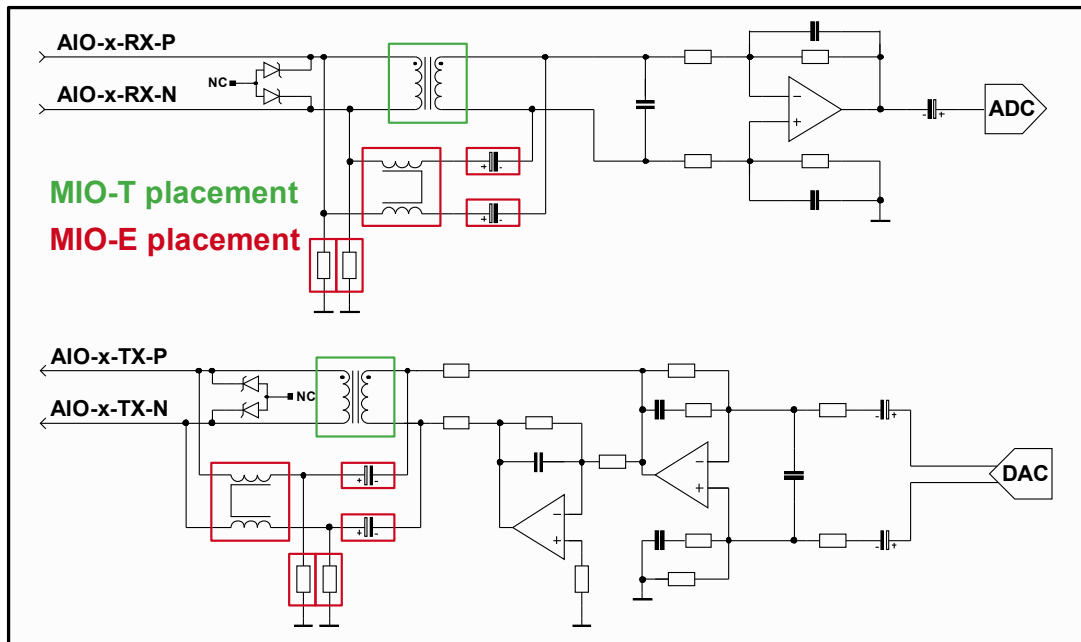 AIO-x-RX-P
NC
AIO-x-RX-N
ADC
MIO-T placement
MIO-E placement
AIO-x-TX-P
NC
AIO-x-TX-N
DAC